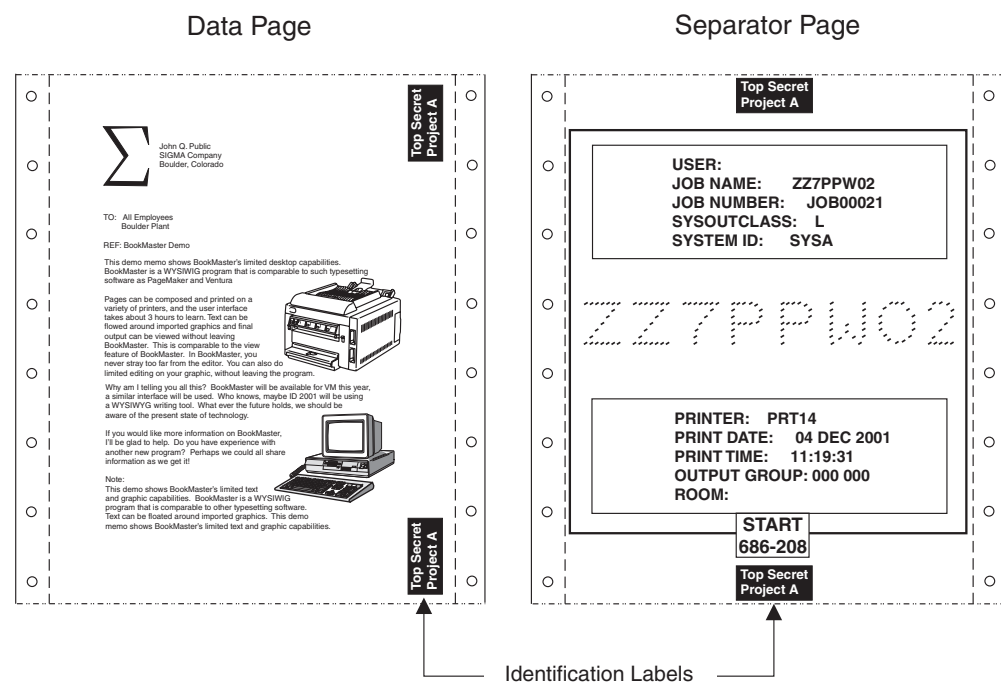 Data Page
Top Secret
Project A
John Q. Public
SIGMA Company
Boulder, Colorado
TO: All Employees
Boulder Plant
REF: BookMaster Demo
This demo memo shows BookMaster's limited desktop capabilities.
BookMaster is a WYSIWIG program that is comparable to such typesetting
software as PageMaker and Ventura
Pages can be composed and printed on a
variety of printers, and the user interface
takes about 3 hours to learn. Text can be
flowed around imported graphics and final
output can be viewed without leaving
BookMaster. This is comparable to the view
feature of BookMaster. In BookMaster, you
never stray too far from the editor. You can also do
limited editing on your graphic, without leaving the program.
Why am I telling you all this? BookMaster will be available for VM this year,
a similar interface will be used. Who knows, maybe ID 2001 will be using
a WYSIWYG writing tool. What ever the future holds, we should be
aware of the present state of technology.
If you would like more information on BookMaster,
I'll be glad to help. Do you have experience with
another new program? Perhaps we could all share
information as we get it!
Note:
This demo shows BookMaster's limited text
and graphic capabilities. BookMaster is a WYSIWIG
program that is comparable to other typesetting software.
Text can be floated around imported graphics. This demo
memo shows BookMaster's limited text and graphic capabilities.
Top Secret
Project A
Separator Page
Top Secret
Project A
USER:
JOB NAME: ZZ7PPW02
JOB NUMBER: JOB00021
SYSOUTCLASS: L
SYSTEM ID: SYSA
ZZ7PPW02
PRINTER: PRT14
PRINT DATE: 04 DEC 2001
PRINT TIME: 11:19:31
OUTPUT GROUP: 000 000
ROOM:
START
686-208
Top Secret
Project A
Identification Labels